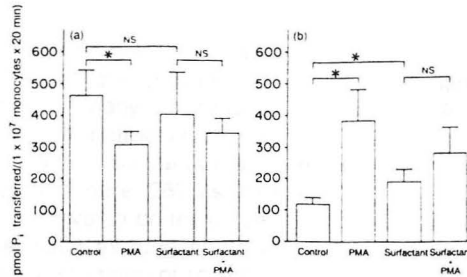 pmol Pi transferred/(1 x 10⁷ monocytes x 20 min)
(a)
NS
*
NS
600
500
400
300
200
100
0
Control PMA Surfactant Surfactant
+
PMA
(b)
*
*
NS
600
500
400
300
200
100
0
Control PMA Surfactant Surfactant
+
PMA